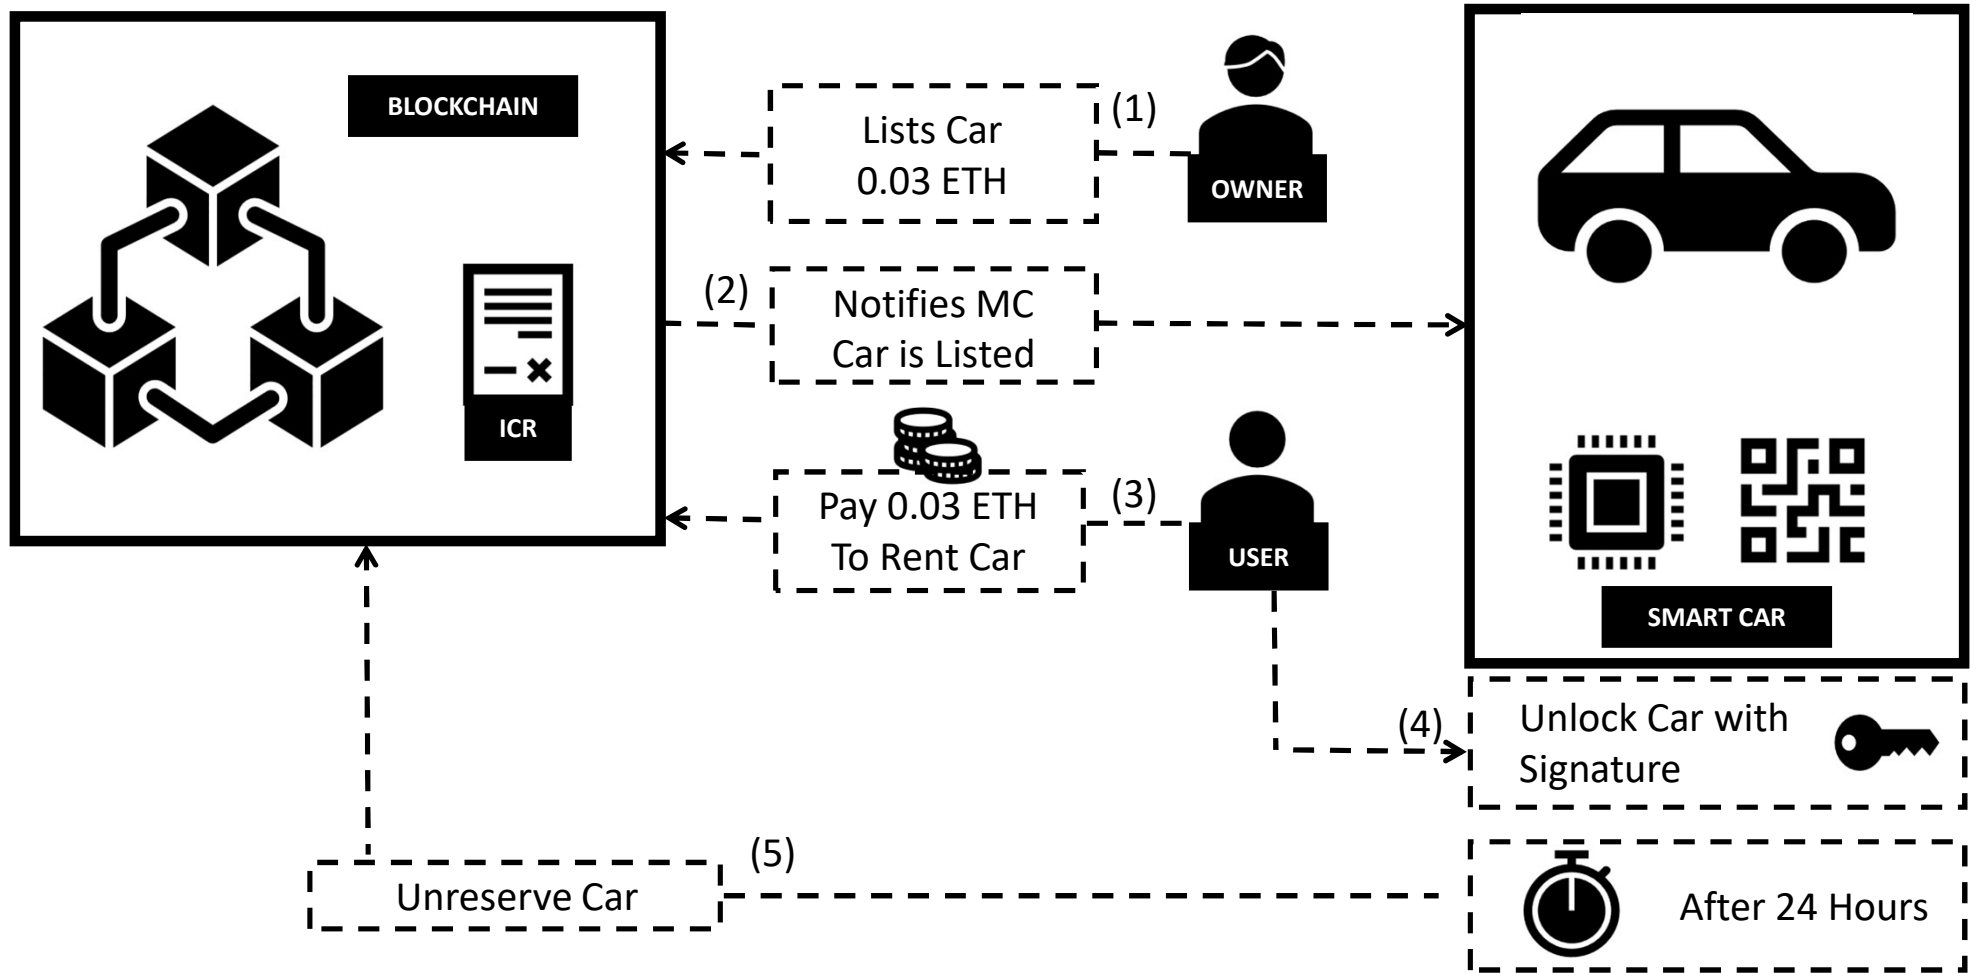 BLOCKCHAIN
ICR
(1)
Lists Car
0.03 ETH
OWNER
(2)
Notifies MC
Car is Listed
(3)
Pay 0.03 ETH
To Rent Car
USER
SMART CAR
(4)
Unlock Car with
Signature
(5)
Unreserve Car
After 24 Hours